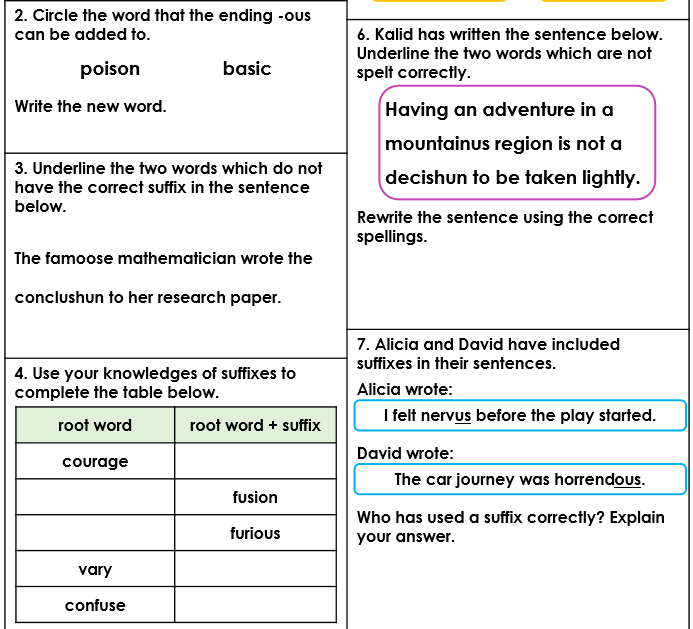 2. Circle the word that the ending -ous
can be added to.
poison basic
Write the new word.
3. Underline the two words which do not
have the correct suffix in the sentence
below.
The famoose mathematician wrote the
conclushun to her research paper.
4. Use your knowledges of suffixes to
complete the table below.
root word root word + suffix
courage
fusion
furious
vary
confuse
6. Kalid has written the sentence below.
Underline the two words which are not
spelt correctly.
Having an adventure in a
mountainus region is not a
decishun to be taken lightly.
Rewrite the sentence using the correct
spellings.
7. Alicia and David have included
suffixes in their sentences.
Alicia wrote:
I felt nervus before the play started.
David wrote:
The car journey was horrendous.
Who has used a suffix correctly? Explain
your answer.